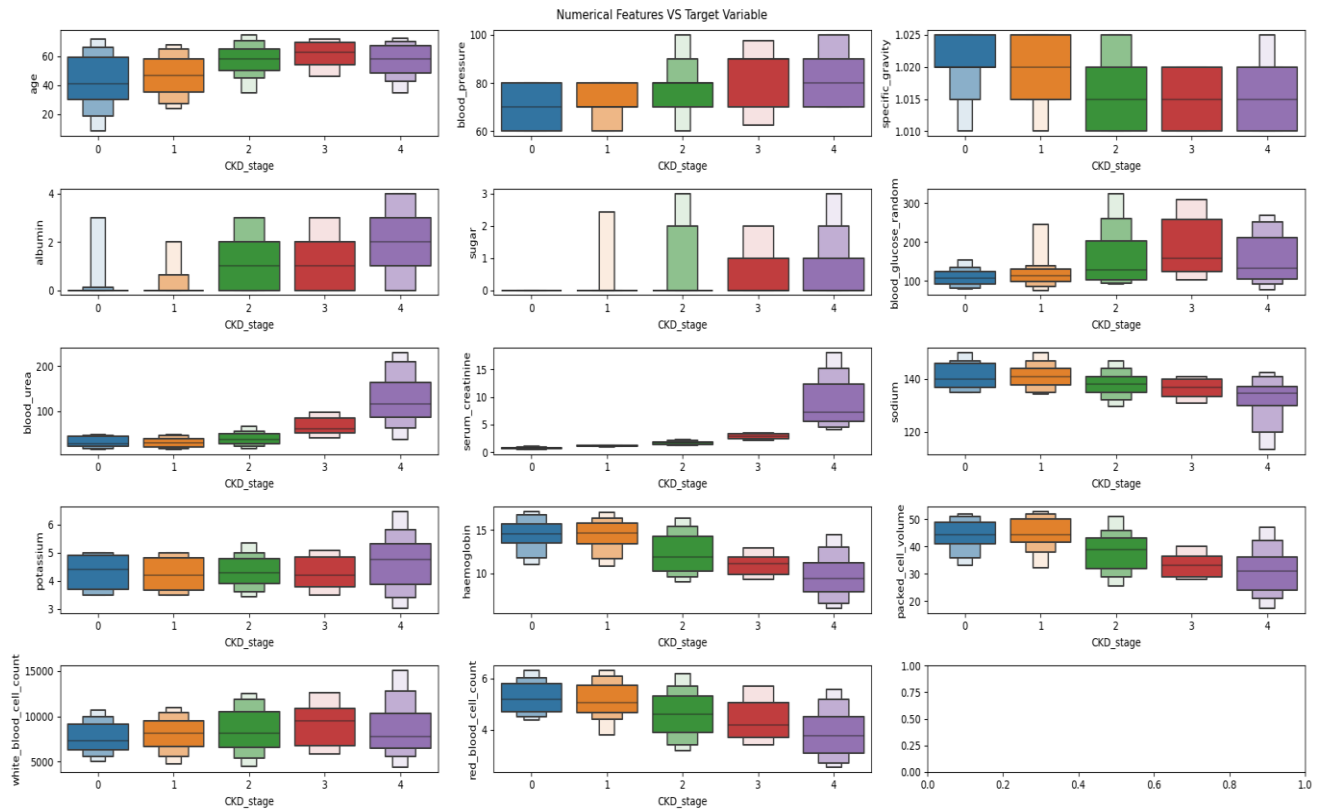 Numerical Features VS Target Variable
age
60
40
20
0 1 2 3 4
CKD_stage
blood_pressure
100
80
60
0 1 2 3 4
CKD_stage
specific_gravity
1.025
1.020
1.015
1.010
0 1 2 3 4
CKD_stage
albumin
4
2
0
0 1 2 3 4
CKD_stage
sugar
3
2
1
0
0 1 2 3 4
CKD_stage
blood_glucose_random
300
200
100
0 1 2 3 4
CKD_stage
blood_urea
200
100
0 1 2 3 4
CKD_stage
serum_creatinine
15
10
5
0
0 1 2 3 4
CKD_stage
sodium
140
120
0 1 2 3 4
CKD_stage
potassium
6
5
4
3
0 1 2 3 4
CKD_stage
haemoglobin
15
10
0 1 2 3 4
CKD_stage
packed_cell_volume
50
40
30
20
0 1 2 3 4
CKD_stage
white_blood_cell_count
15000
10000
5000
0 1 2 3 4
CKD_stage
red_blood_cell_count
6
4
0 1 2 3 4
CKD_stage
1.00
0.75
0.50
0.25
0.00
0.0 0.2 0.4 0.6 0.8 1.0